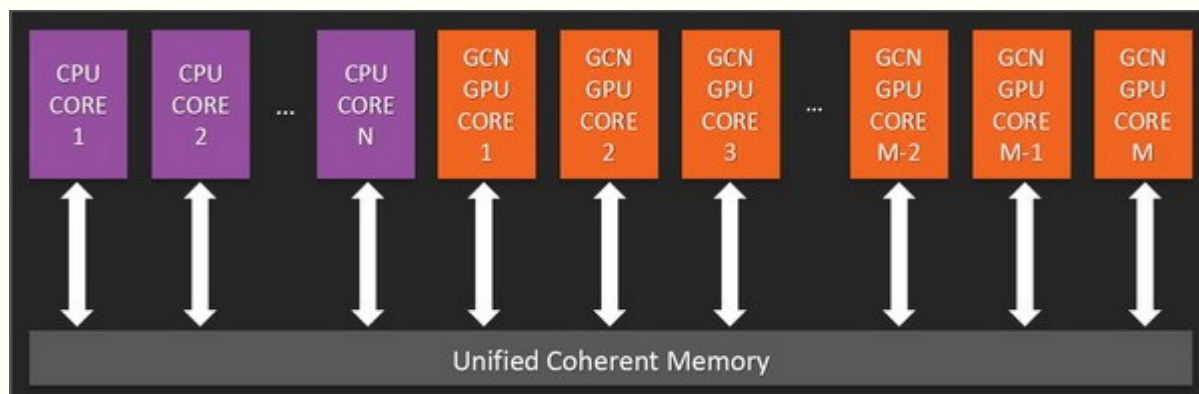 CPU
CORE
1
CPU
CORE
2
...
CPU
CORE
N
GCN
GPU
CORE
1
GCN
GPU
CORE
2
GCN
GPU
CORE
3
...
GCN
GPU
CORE
M-2
GCN
GPU
CORE
M-1
GCN
GPU
CORE
M
Unified Coherent Memory